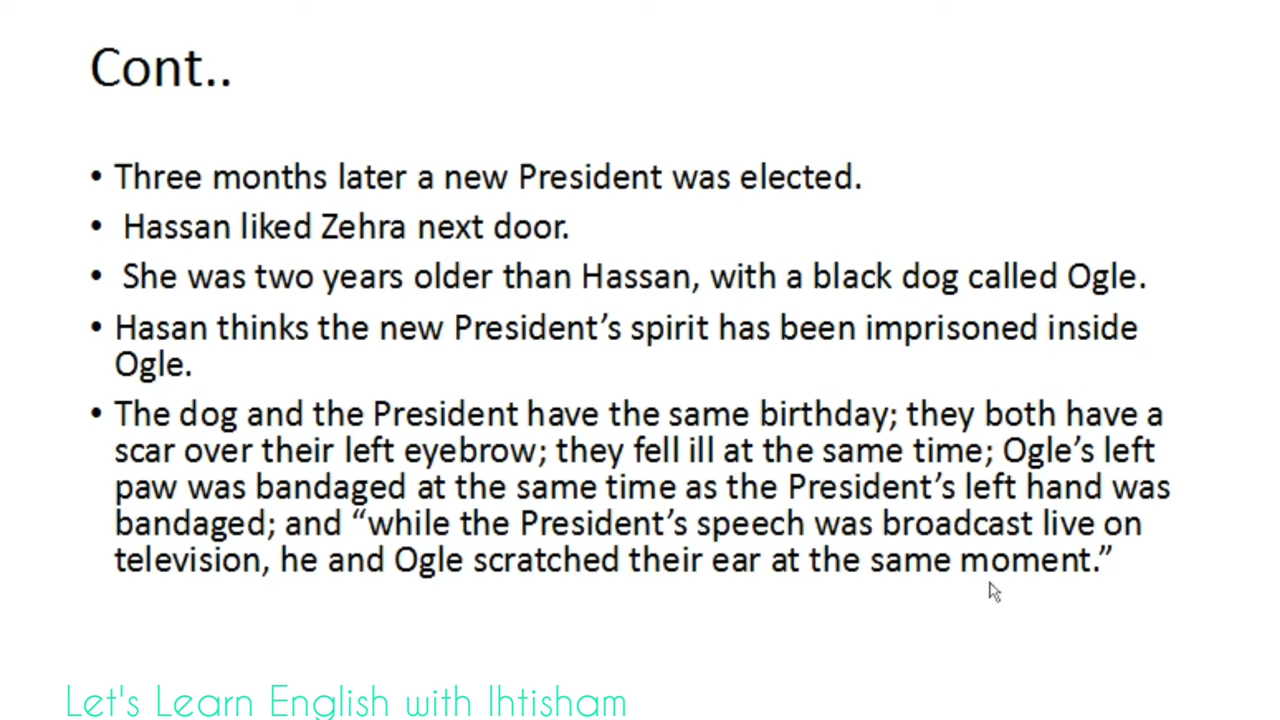 Cont..
• Three months later a new President was elected.
• Hassan liked Zehra next door.
• She was two years older than Hassan, with a black dog called Ogle.
• Hasan thinks the new President’s spirit has been imprisoned inside
Ogle.
• The dog and the President have the same birthday; they both have a
scar over their left eyebrow; they fell ill at the same time; Ogle’s left
paw was bandaged at the same time as the President’s left hand was
bandaged; and “while the President’s speech was broadcast live on
television, he and Ogle scratched their ear at the same moment.”
Let's Learn English with Ihtisham